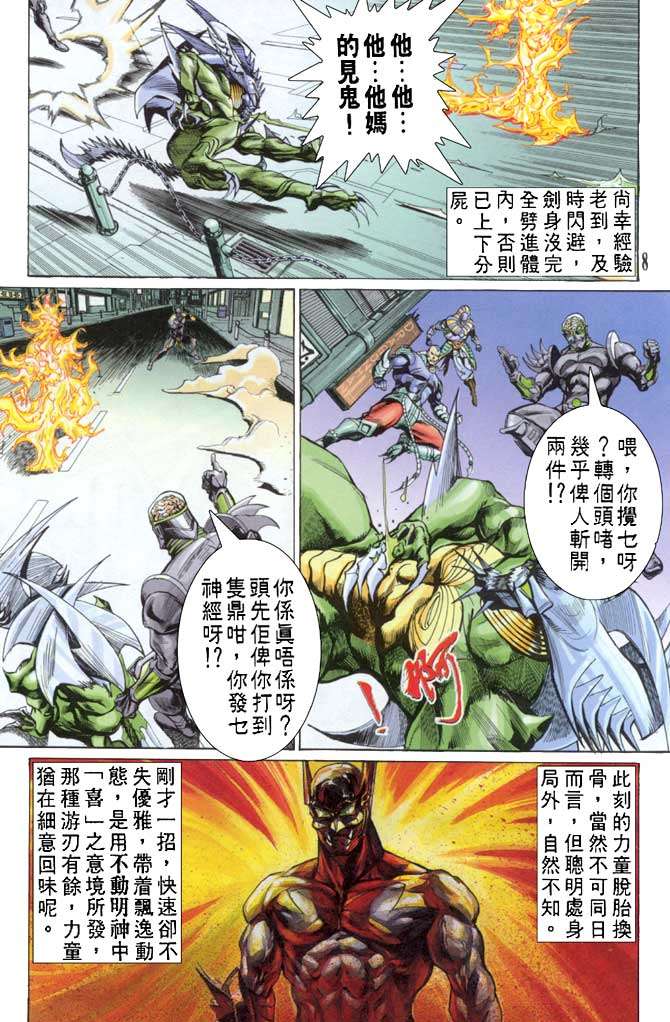 他…他…
他…他媽
的見鬼！
尚幸經驗
老到，及
時閃避，
劍身沒完
全劈進體
內，否則
已上下分
屍。
8
喂，你攪乜呀
？轉個頭啫，
幾乎俾人斬開
兩件!?
你係眞唔係呀？
頭先佢俾你打到
隻鼎咁，你發乜
神經呀!?
此刻的力童脫胎換
骨，當然不可同日
而言，但聰明處身
局外，自然不知。
剛才一招，快速卻不
失優雅，帶着飄逸動
態，是用不動明神中
「喜」之意境所發，
那種游刃有餘，力童
猶在細意回味呢。